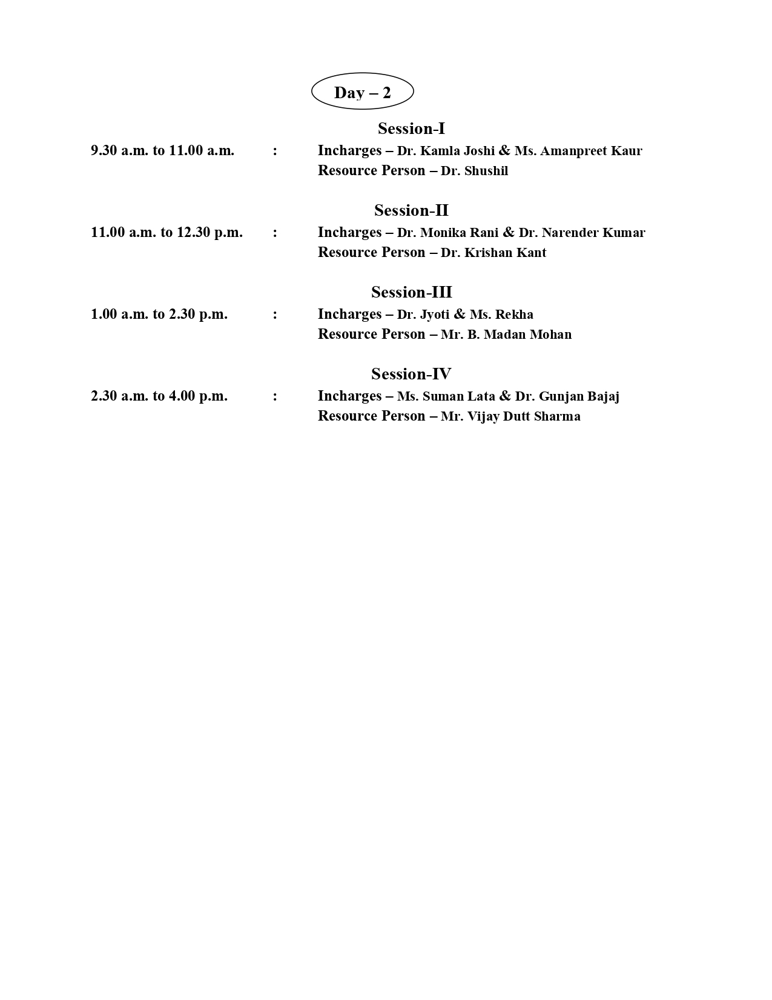 Day – 2
Session-I
9.30 a.m. to 11.00 a.m. : Incharges – Dr. Kamla Joshi & Ms. Amanpreet Kaur
Resource Person – Dr. Shushil
Session-II
11.00 a.m. to 12.30 p.m. : Incharges – Dr. Monika Rani & Dr. Narender Kumar
Resource Person – Dr. Krishan Kant
Session-III
1.00 a.m. to 2.30 p.m. : Incharges – Dr. Jyoti & Ms. Rekha
Resource Person – Mr. B. Madan Mohan
Session-IV
2.30 a.m. to 4.00 p.m. : Incharges – Ms. Suman Lata & Dr. Gunjan Bajaj
Resource Person – Mr. Vijay Dutt Sharma